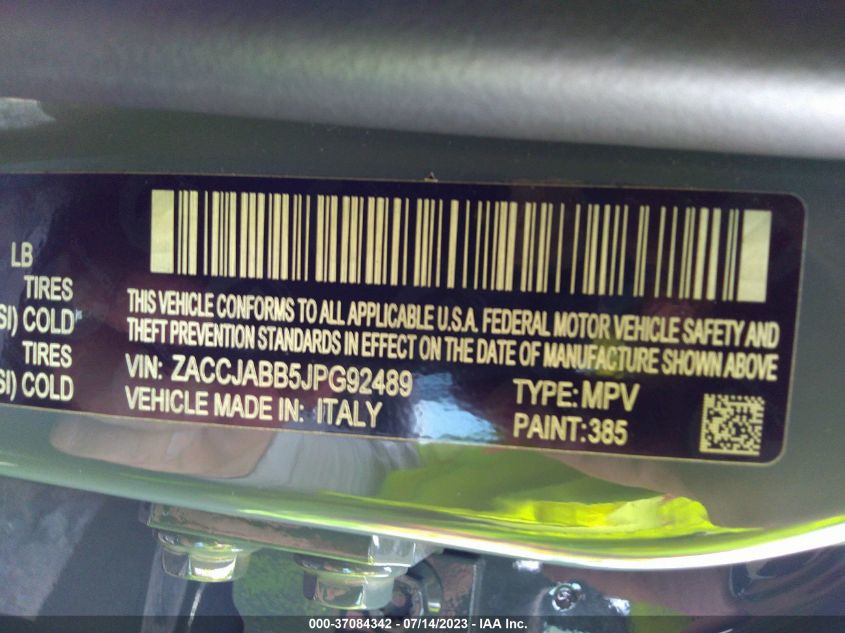 LB
TIRES
SI) COLD
TIRES
SI) COLD
THIS VEHICLE CONFORMS TO ALL APPLICABLE U.S.A. FEDERAL MOTOR VEHICLE SAFETY AND
THEFT PREVENTION STANDARDS IN EFFECT ON THE DATE OF MANUFACTURE SHOWN ABOVE
VIN: ZACCJABB5JPG92489
TYPE: MPV
VEHICLE MADE IN: ITALY
PAINT: 385
000-37084342 - 07/14/2023 - IAA Inc.